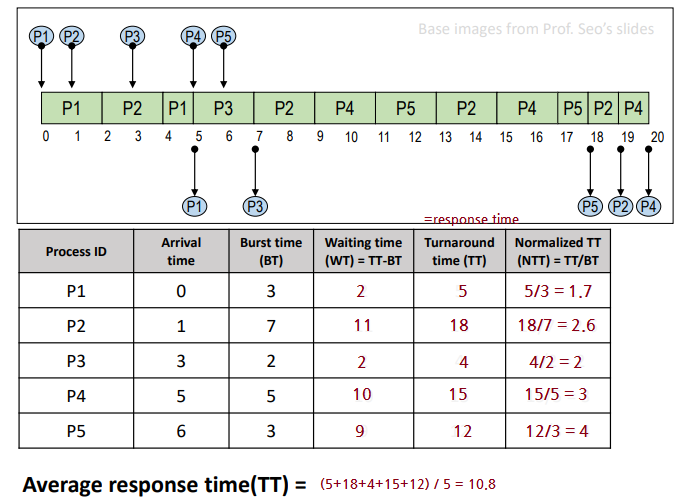 Base images from Prof. Seo's slides
P1 P2 P3 P4 P5
P1 P2 P1 P3 P2 P4 P5 P2 P4 P5 P2 P4
0 1 2 3 4 5 6 7 8 9 10 11 12 13 14 15 16 17 18 19 20
P1 P3 P5 P2 P4
=response time
Process ID Arrival time Burst time (BT) Waiting time (WT) = TT-BT Turnaround time (TT) Normalized TT (NTT) = TT/BT
P1 0 3 2 5 5/3 = 1.7
P2 1 7 11 18 18/7 = 2.6
P3 3 2 2 4 4/2 = 2
P4 5 5 10 15 15/5 = 3
P5 6 3 9 12 12/3 = 4
Average response time(TT) = (5+18+4+15+12) / 5 = 10.8